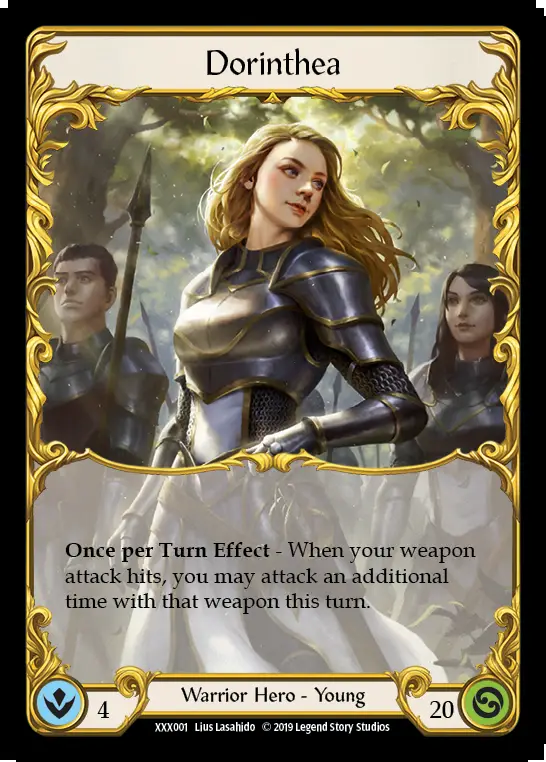 Dorinthea
Once per Turn Effect - When your weapon
attack hits, you may attack an additional
time with that weapon this turn.
4
Warrior Hero - Young
20
XXX001 Lius Lasahido © 2019 Legend Story Studios